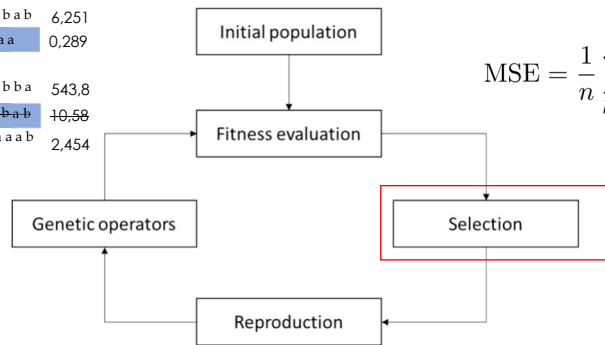 b a b 6,251
a a 0,289
b b a 543,8
b a b 10,58
a a a b 2,454
Initial population
Fitness evaluation
Genetic operators
Selection
Reproduction
MSE = 1/n